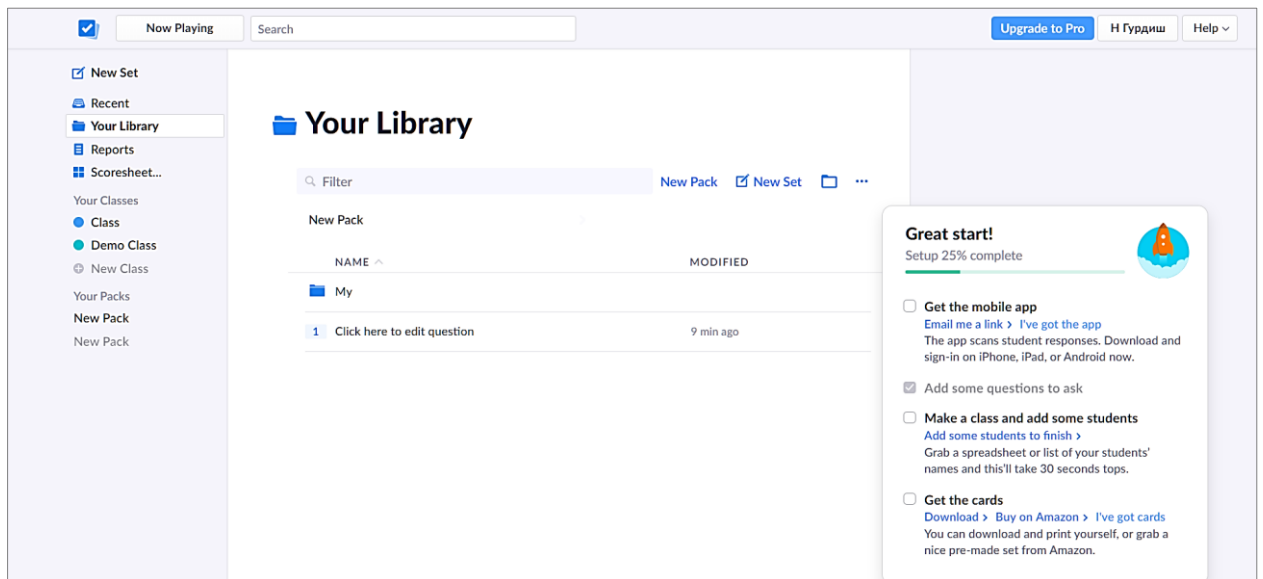 Now Playing
Search
Upgrade to Pro
Н Гурдиш
Help
New Set
Recent
Your Library
Reports
Scoresheet...
Your Classes
Class
Demo Class
New Class
Your Packs
New Pack
New Pack
Your Library
Filter
New Pack
New Set
...
New Pack
NAME
MODIFIED
My
1 Click here to edit question 9 min ago
Great start!
Setup 25% complete
Get the mobile app
Email me a link > I've got the app
The app scans student responses. Download and
sign-in on iPhone, iPad, or Android now.
Add some questions to ask
Make a class and add some students
Add some students to finish >
Grab a spreadsheet or list of your students'
names and this'll take 30 seconds tops.
Get the cards
Download > Buy on Amazon > I've got cards
You can download and print yourself, or grab a
nice pre-made set from Amazon.